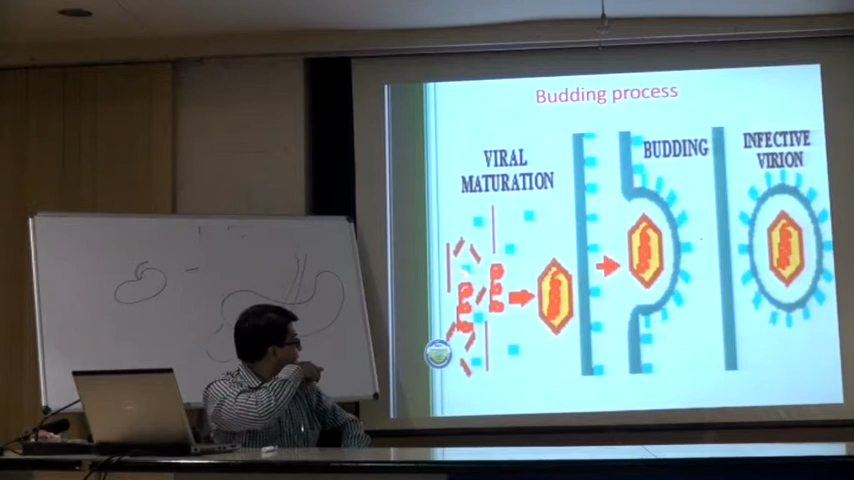 Budding process
VIRAL
MATURATION
BUDDING
INFECTIVE
VIRION